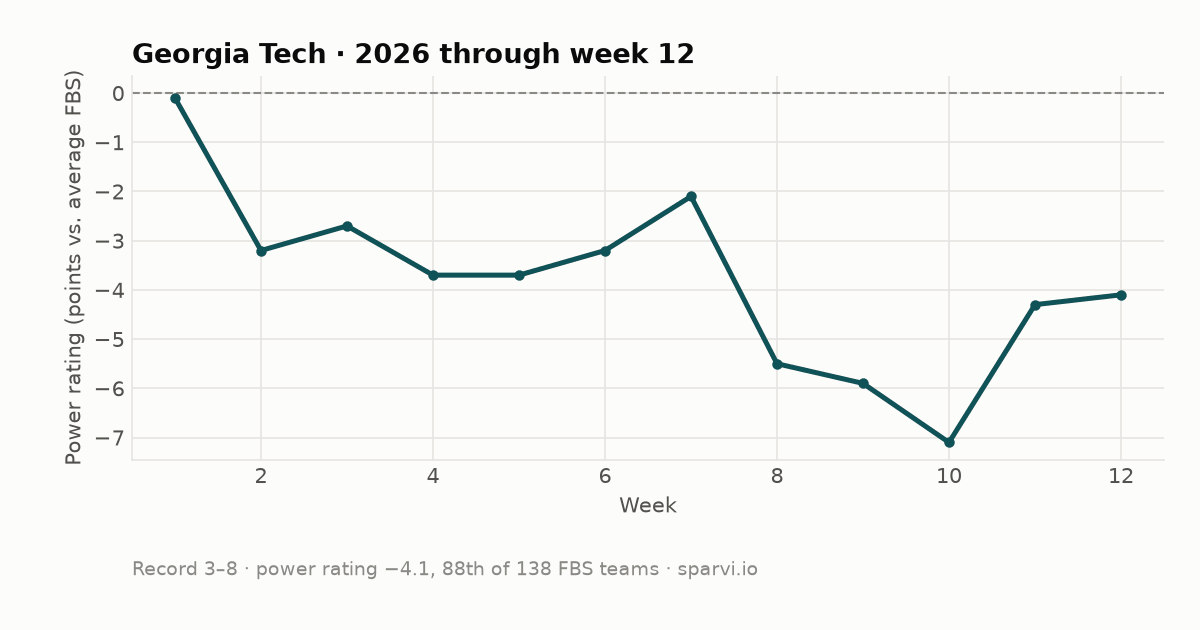 Georgia Tech · 2026 through week 12
Power rating (points vs. average FBS)
0
−1
−2
−3
−4
−5
−6
−7
2 4 6 8 10 12
Week
Record 3–8 · power rating −4.1, 88th of 138 FBS teams · sparvi.io